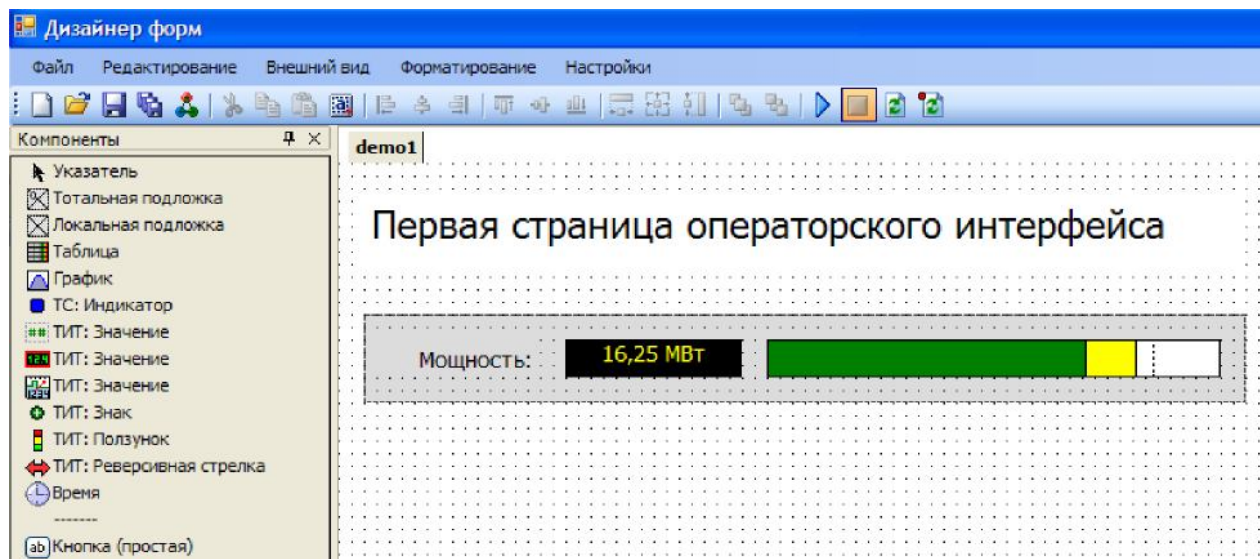 Дизайнер форм
Файл Редактирование Внешний вид Форматирование Настройки
Компоненты
demo1
Указатель
Тотальная подложка
Локальная подложка
Таблица
График
ТС: Индикатор
ТИТ: Значение
ТИТ: Значение
ТИТ: Значение
ТИТ: Знак
ТИТ: Ползунок
ТИТ: Реверсивная стрелка
Время
-------
Кнопка (простая)
Первая страница операторского интерфейса
Мощность: 16,25 МВт